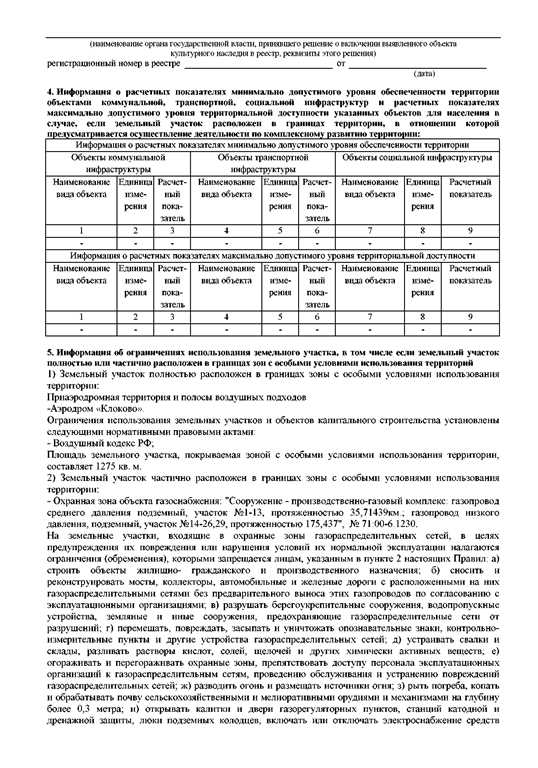 (наименование органа государственной власти, принявшего решение о включении выявленного объекта
культурного наследия в реестр, реквизиты этого решения)
регистрационный номер в реестре ______ от ______
(дата)
4. Информация о расчетных показателях минимально допустимого уровня обеспеченности территории
объектами коммунальной, транспортной, социальной инфраструктур и расчетных показателях
максимально допустимого уровня территориальной доступности указанных объектов для населения в
случае, если земельный участок расположен в границах территории, в отношении которой
предусматривается осуществление деятельности по комплексному развитию территории:
Информация о расчетных показателях минимально допустимого уровня обеспеченности территории
Объекты коммунальной инфраструктуры Объекты транспортной инфраструктуры Объекты социальной инфраструктуры
Наименование Единица Расчет- Наименование Единица Расчет- Наименование Единица Расчетный
вида объекта изме- ный вида объекта изме- ный вида объекта изме- показатель
рения пока- рения пока- рения
затель затель
1 2 3 4 5 6 7 8 9
- - - - - - - - -
Информация о расчетных показателях максимально допустимого уровня территориальной доступности
Наименование Единица Расчет- Наименование Единица Расчет- Наименование Единица Расчетный
вида объекта изме- ный вида объекта изме- ный вида объекта изме- показатель
рения пока- рения пока- рения
затель затель
1 2 3 4 5 6 7 8 9
- - - - - - - - -
5. Информация об ограничениях использования земельного участка, в том числе если земельный участок
полностью или частично расположен в границах зон с особыми условиями использования территорий
1) Земельный участок полностью расположен в границах зоны с особыми условиями использования
территории:
Приаэродромная территория и полосы воздушных подходов
-Аэродром «Клоково».
Ограничения использования земельных участков и объектов капитального строительства установлены
следующими нормативными правовыми актами:
- Воздушный кодекс РФ;
Площадь земельного участка, покрываемая зоной с особыми условиями использования территории,
составляет 1275 кв. м.
2) Земельный участок частично расположен в границах зоны с особыми условиями использования
территории:
- Охранная зона объекта газоснабжения: "Сооружение - производственно-газовый комплекс: газопровод
среднего давления подземный, участок №1-13, протяженностью 35,71439км.; газопровод низкого
давления, подземный, участок №14-26,29, протяженностью 175,437", № 71:00-6.1230.
На земельные участки, входящие в охранные зоны газораспределительных сетей, в целях
предупреждения их повреждения или нарушения условий их нормальной эксплуатации налагаются
ограничения (обременения), которыми запрещается лицам, указанным в пункте 2 настоящих Правил: а)
строить объекты жилищно- гражданского и производственного назначения; б) сносить и
реконструировать мосты, коллекторы, автомобильные и железные дороги с расположенными на них
газораспределительными сетями без предварительного выноса этих газопроводов по согласованию с
эксплуатационными организациями; в) разрушать берегоукрепительные сооружения, водопропускные
устройства, земляные и иные сооружения, предохраняющие газораспределительные сети от
разрушений; г) перемещать, повреждать, засыпать и уничтожать опознавательные знаки, контрольно-
измерительные пункты и другие устройства газораспределительных сетей; д) устраивать свалки и
склады, разливать растворы кислот, солей, щелочей и других химически активных веществ; е)
огораживать и перегораживать охранные зоны, препятствовать доступу персонала эксплуатационных
организаций к газораспределительным сетям, проведению обслуживания и устранению повреждений
газораспределительных сетей; ж) разводить огонь и размещать источники огня; з) рыть погреба, копать
и обрабатывать почву сельскохозяйственными и мелиоративными орудиями и механизмами на глубину
более 0,3 метра; и) открывать калитки и двери газорегуляторных пунктов, станций катодной и
дренажной защиты, люки подземных колодцев, включать или отключать электроснабжение средств